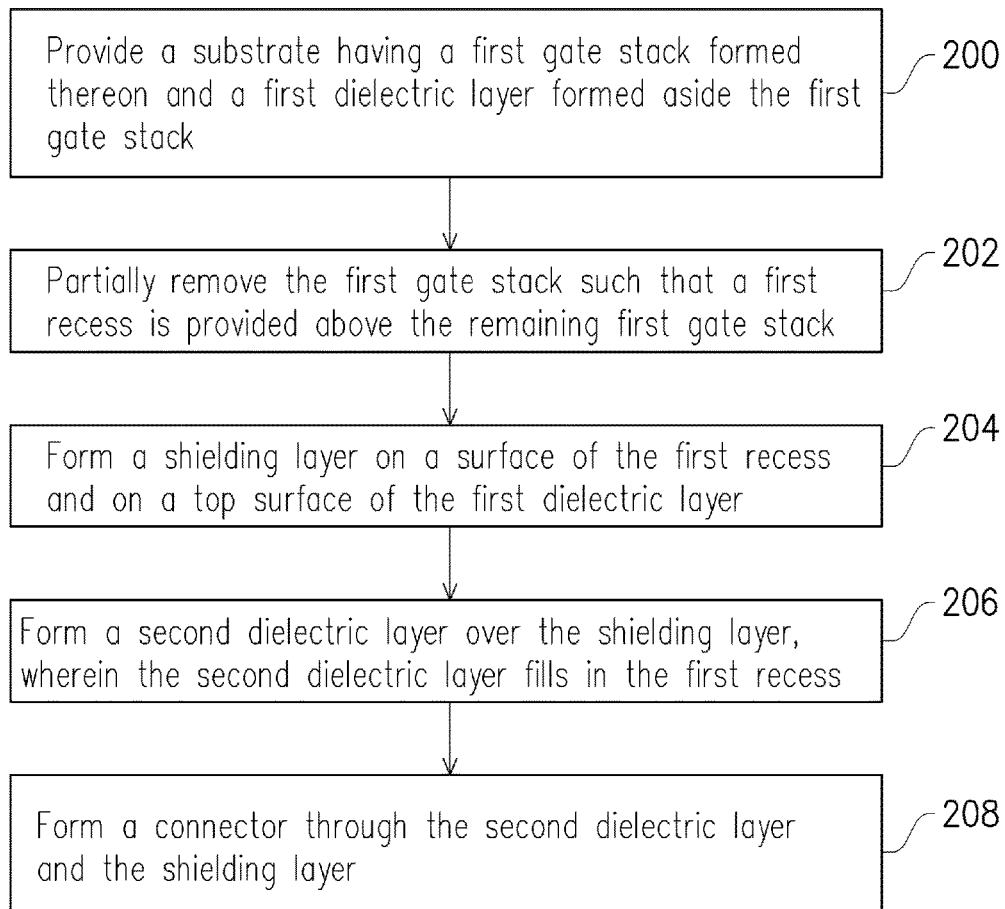 Provide a substrate having a first gate stack formed
thereon and a first dielectric layer formed aside the first
gate stack
200
Partially remove the first gate stack such that a first
recess is provided above the remaining first gate stack
202
Form a shielding layer on a surface of the first recess
and on a top surface of the first dielectric layer
204
Form a second dielectric layer over the shielding layer,
wherein the second dielectric layer fills in the first recess
206
Form a connector through the second dielectric layer
and the shielding layer
208